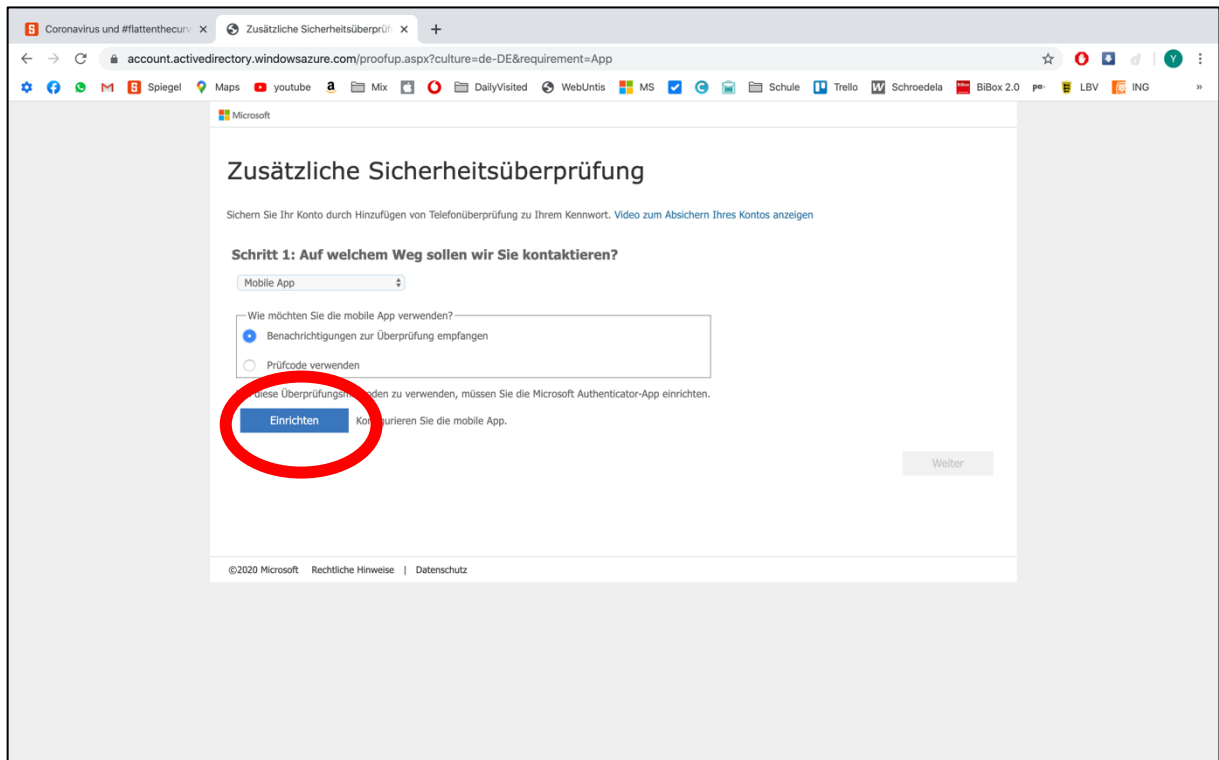 Coronavirus und #flattenthecurv
Zusätzliche Sicherheitsüberprüf
account.activedirectory.windowsazure.com/proofup.aspx?culture=de-DE&requirement=App
Y
Spiegel Maps youtube Mix DailyVisited WebUntis MS Schule Trello Schroedela BiBox 2.0 LBV ING »
Microsoft
Zusätzliche Sicherheitsüberprüfung
Sichern Sie Ihr Konto durch Hinzufügen von Telefonüberprüfung zu Ihrem Kennwort. Video zum Absichern Ihres Kontos anzeigen
Schritt 1: Auf welchem Weg sollen wir Sie kontaktieren?
Mobile App
Wie möchten Sie die mobile App verwenden?
Benachrichtigungen zur Überprüfung empfangen
Prüfcode verwenden
diese zu verwenden, müssen Sie die Microsoft Authenticator-App einrichten.
Einrichten Sie die mobile App.
Weiter
©2020 Microsoft Rechtliche Hinweise | Datenschutz